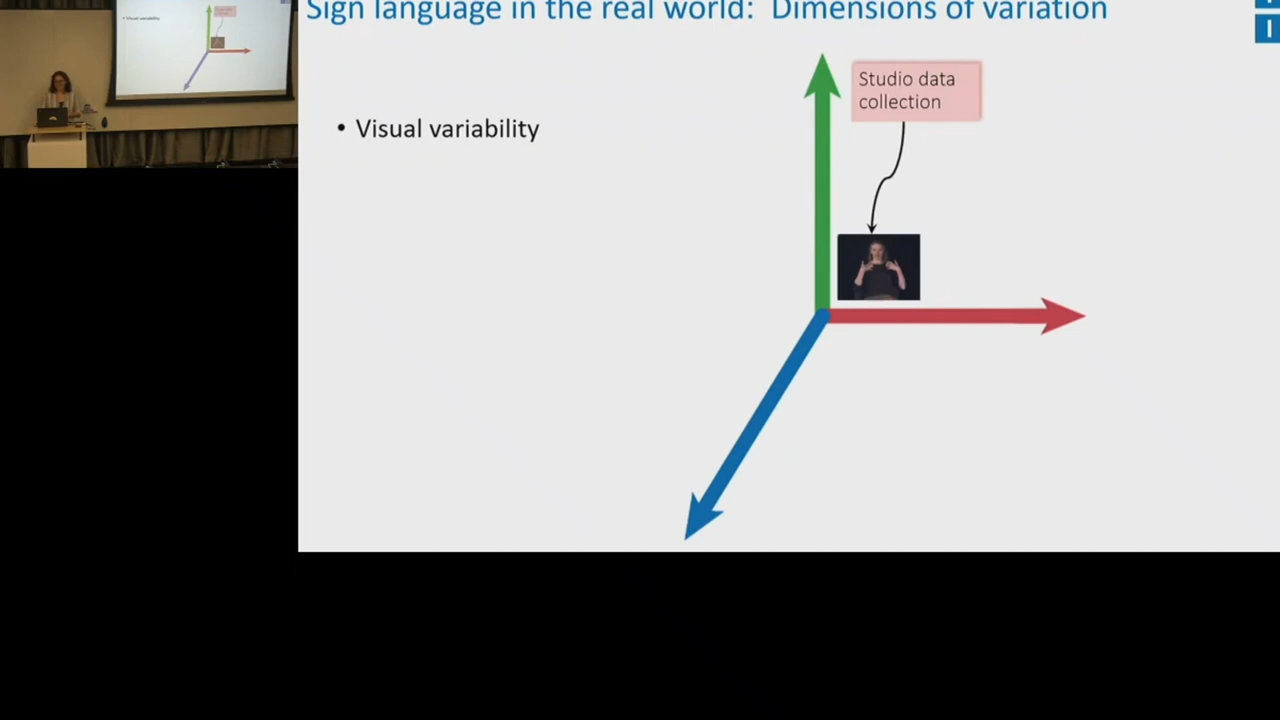 Sign language in the real world: Dimensions of variation
Studio data
collection
• Visual variability